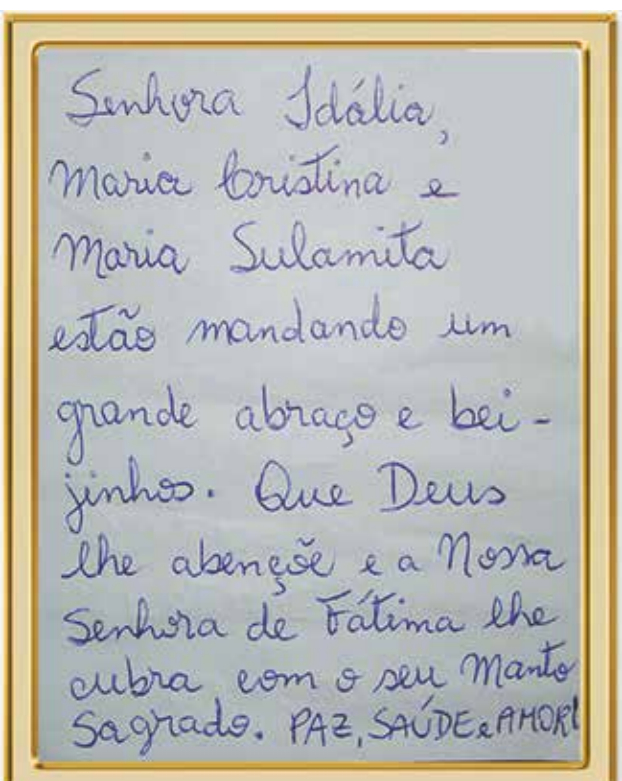 Senhora Idália,
Maria Cristina e
Maria Sulamita
estão mandando um
grande abraço e bei-
jinhos. Que Deus
lhe abençõe e a Nossa
Senhora de Fátima lhe
cubra com o seu Manto
Sagrado. PAZ, SAÚDE e AMOR!